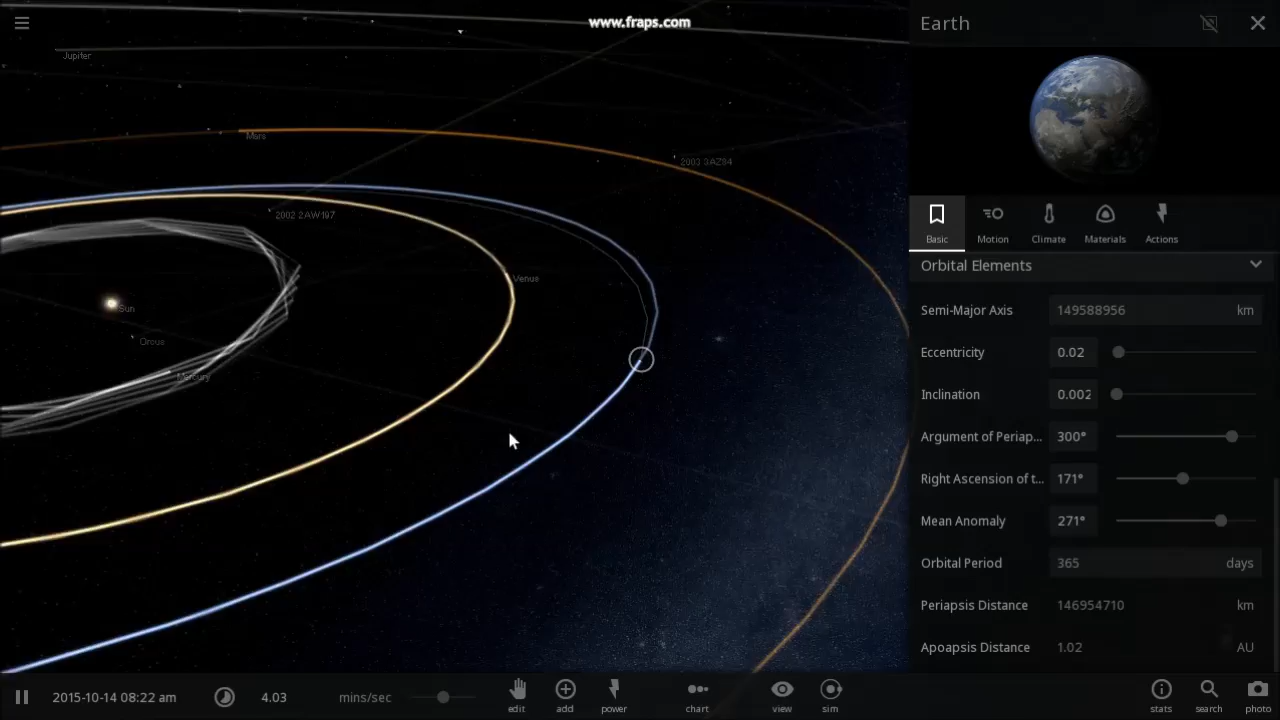 www.fraps.com
Earth
Jupiter
Mars
2003 3AZ84
2002 2AW197
Venus
Sun
Orcus
Mercury
Basic
Motion
Climate
Materials
Actions
Orbital Elements
Semi-Major Axis 149588956 km
Eccentricity 0.02
Inclination 0.002
Argument of Periap... 300°
Right Ascension of t... 171°
Mean Anomaly 271°
Orbital Period 365 days
Periapsis Distance 146954710 km
Apoapsis Distance 1.02 AU
2015-10-14 08:22 am 4.03 mins/sec
edit
add
power
chart
view
sim
stats
search
photo